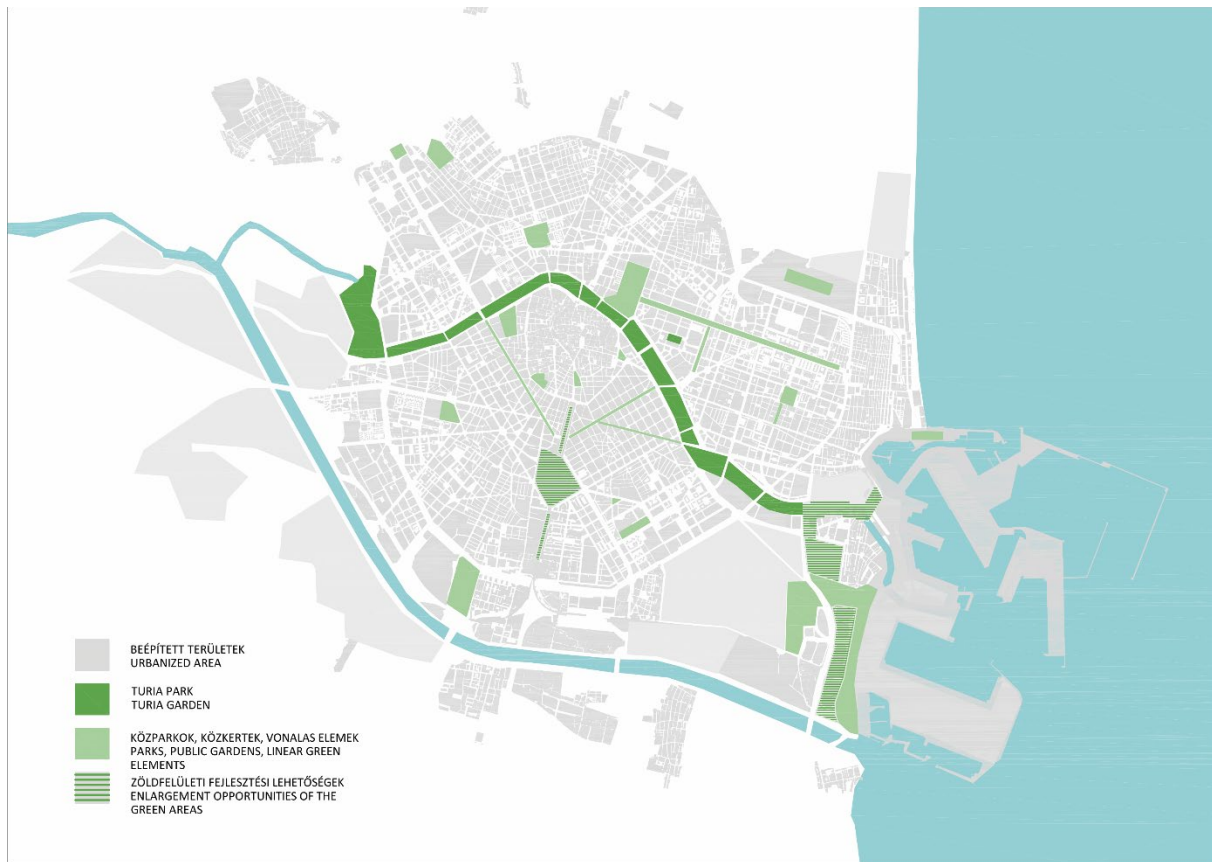 BEÉPÍTETT TERÜLETEK
URBANIZED AREA
TURIA PARK
TURIA GARDEN
KÖZPARKOK, KÖZKERTEK, VONALAS ELEMEK
PARKS, PUBLIC GARDENS, LINEAR GREEN
ELEMENTS
ZÖLDFELÜLETI FEJLESZTÉSI LEHETŐSÉGEK
ENLARGEMENT OPPORTUNITIES OF THE
GREEN AREAS